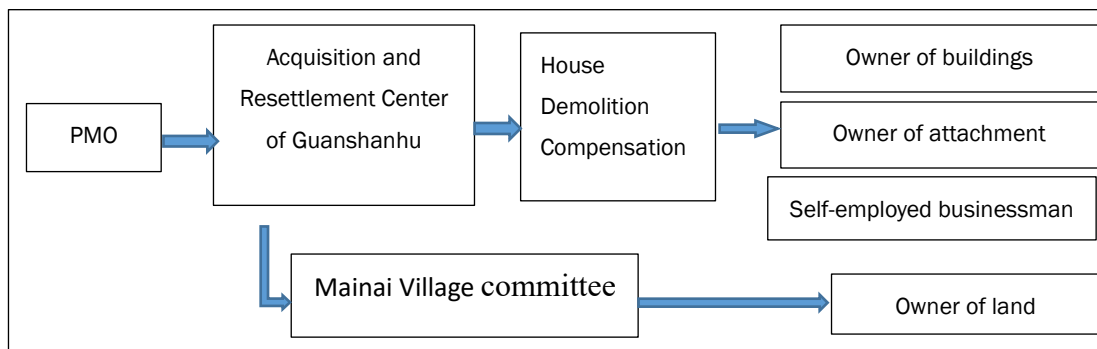 PMO
Acquisition and
Resettlement Center
of Guanshanhu
House
Demolition
Compensation
Owner of buildings
Owner of attachment
Self-employed businessman
Mainai Village committee
Owner of land